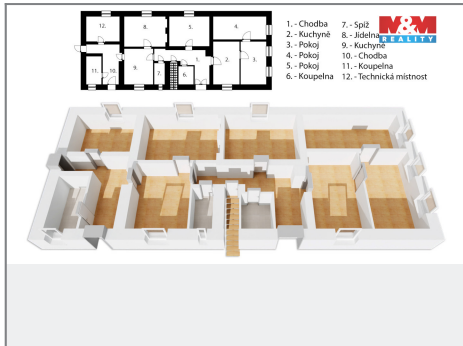 1. - Chodba
2. - Kuchyně
3. - Pokoj
4. - Pokoj
5. - Pokoj
6. - Koupelna
7. - Spíž
8. - Jídelna
9. - Kuchyně
10. - Chodba
11. - Koupelna
12. - Technická místnost
M&M
REALITY
12.
8.
5.
4.
11.
10.
9.
7.
6.
1.
2.
3.